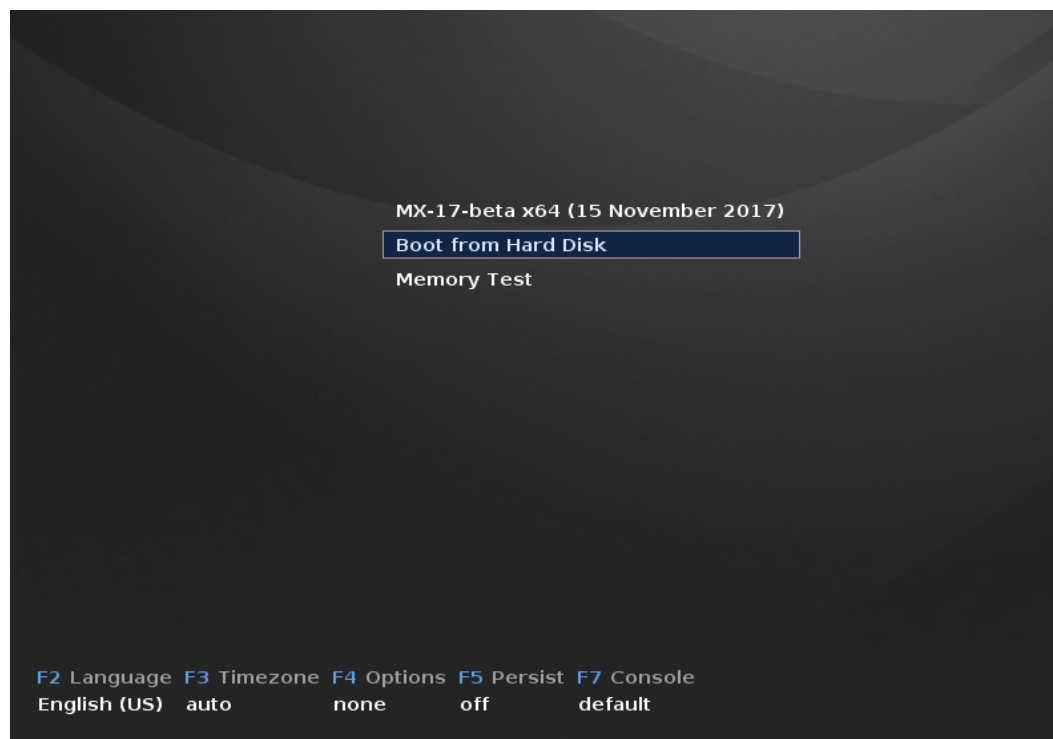 MX-17-beta x64 (15 November 2017)
Boot from Hard Disk
Memory Test
F2 Language F3 Timezone F4 Options F5 Persist F7 Console
English (US) auto none off default